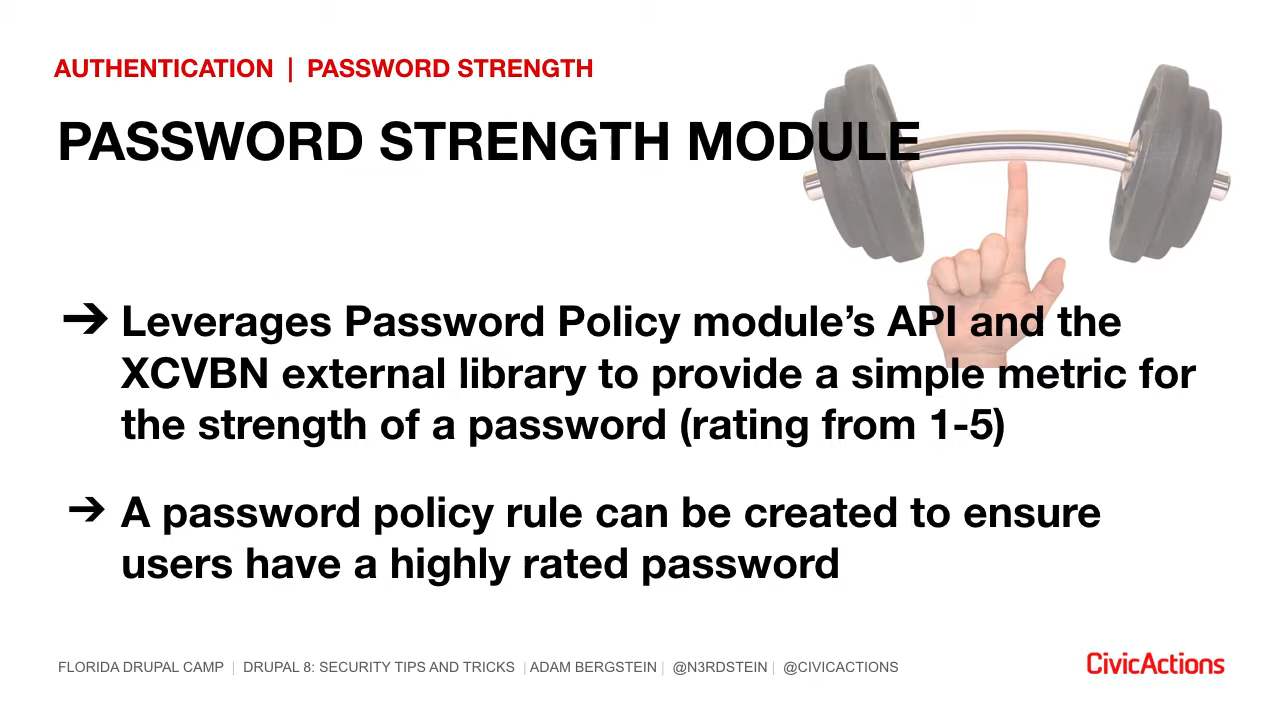 AUTHENTICATION | PASSWORD STRENGTH
PASSWORD STRENGTH MODULE
➔ Leverages Password Policy module’s API and the
XCVBN external library to provide a simple metric for
the strength of a password (rating from 1-5)
➔ A password policy rule can be created to ensure
users have a highly rated password
FLORIDA DRUPAL CAMP | DRUPAL 8: SECURITY TIPS AND TRICKS | ADAM BERGSTEIN | @N3RDSTEIN | @CIVICACTIONS
CivicActions